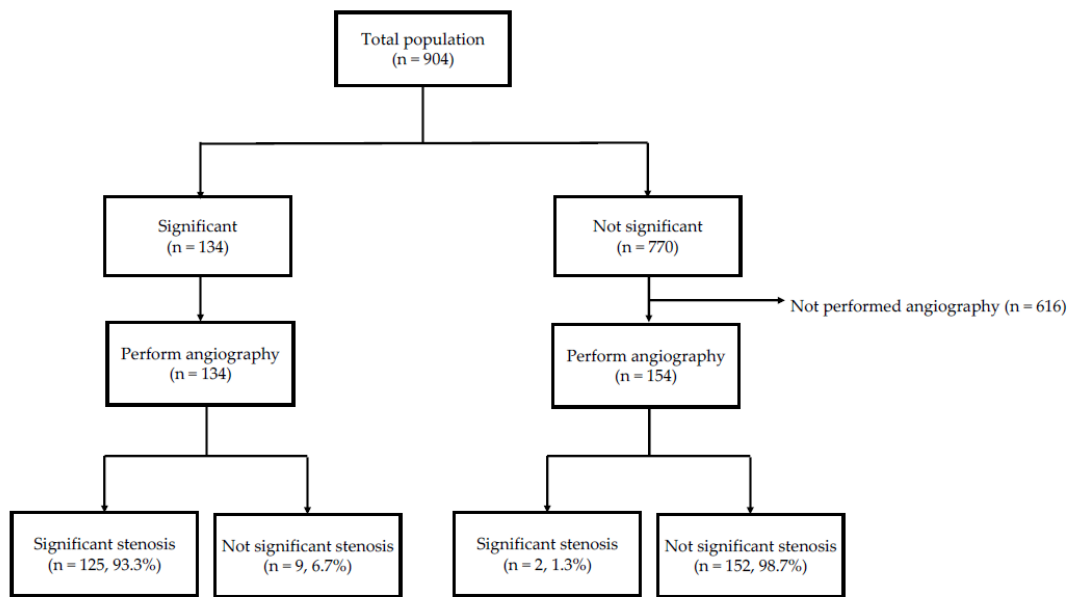 Total population
(n = 904)
Significant
(n = 134)
Not significant
(n = 770)
Not performed angiography (n = 616)
Perform angiography
(n = 134)
Perform angiography
(n = 154)
Significant stenosis
(n = 125, 93.3%)
Not significant stenosis
(n = 9, 6.7%)
Significant stenosis
(n = 2, 1.3%)
Not significant stenosis
(n = 152, 98.7%)